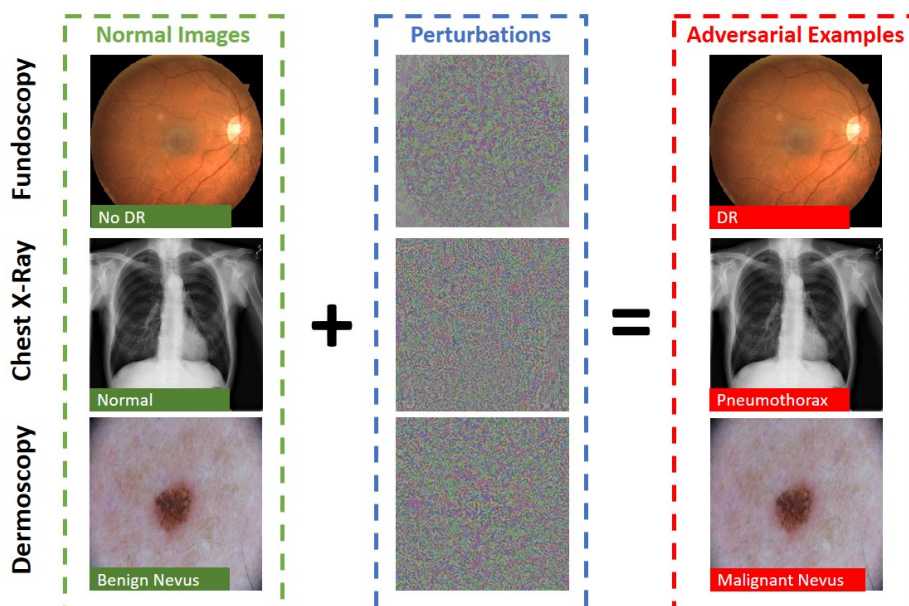 Normal Images
Perturbations
Adversarial Examples
Fundoscopy
No DR
DR
Chest X-Ray
+
=
Normal
Pneumothorax
Dermoscopy
Benign Nevus
Malignant Nevus